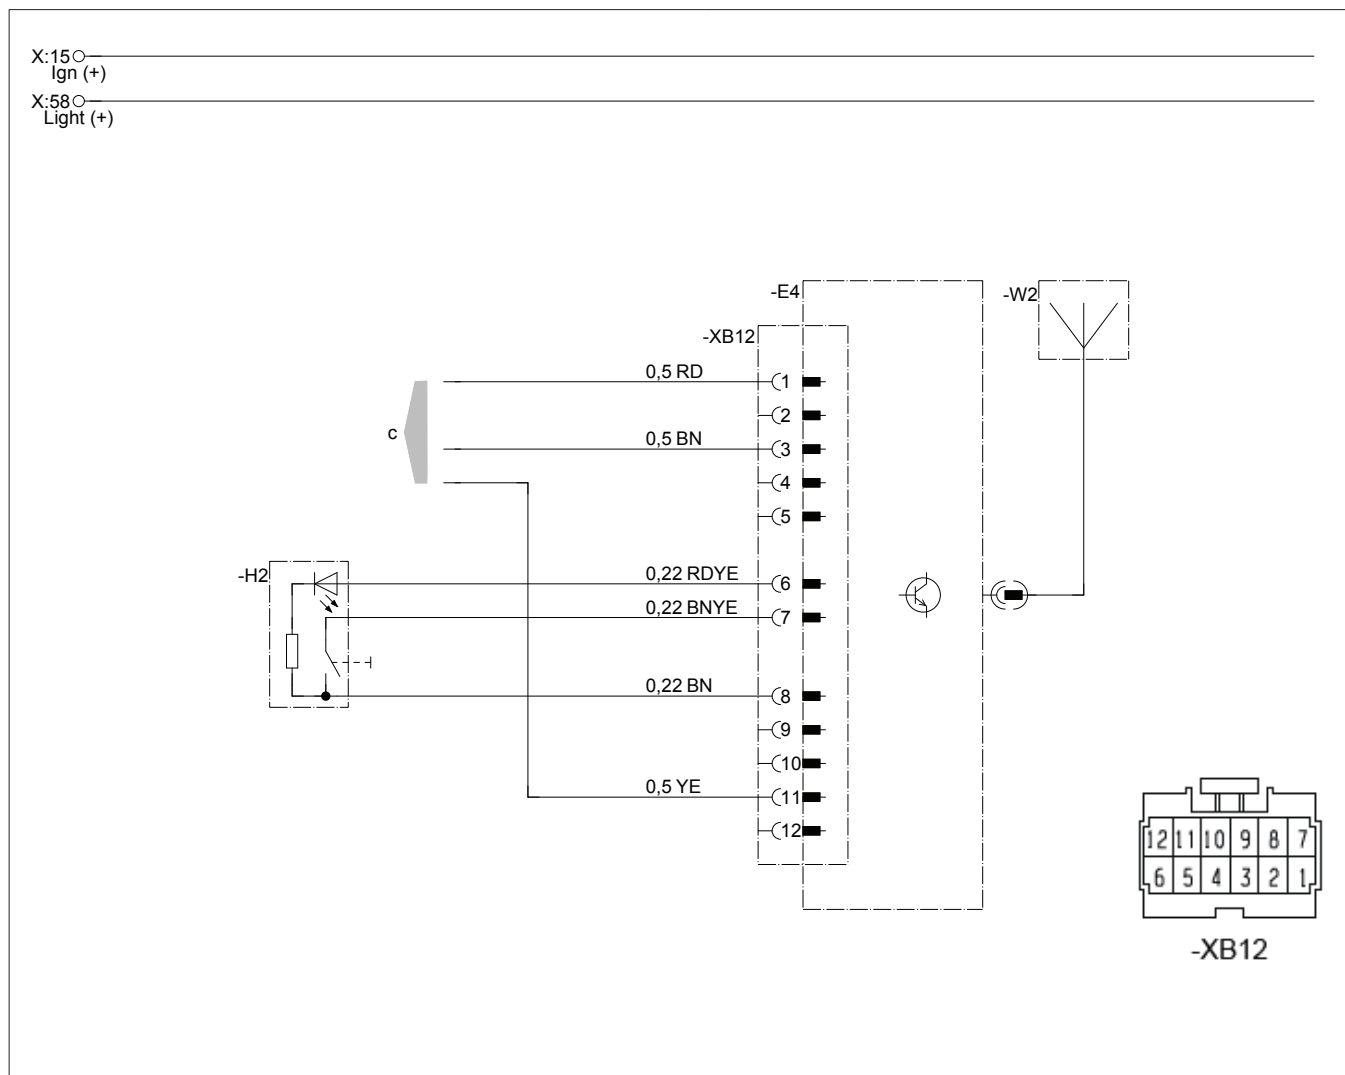 X:15
Ign (+)
X:58
Light (+)
-E4
-W2
-XB12
0,5 RD
1
2
c
0,5 BN
3
4
5
-H2
0,22 RDYE
6
0,22 BNYE
7
0,22 BN
8
9
10
0,5 YE
11
12
12 11 10 9 8 7
6 5 4 3 2 1
-XB12